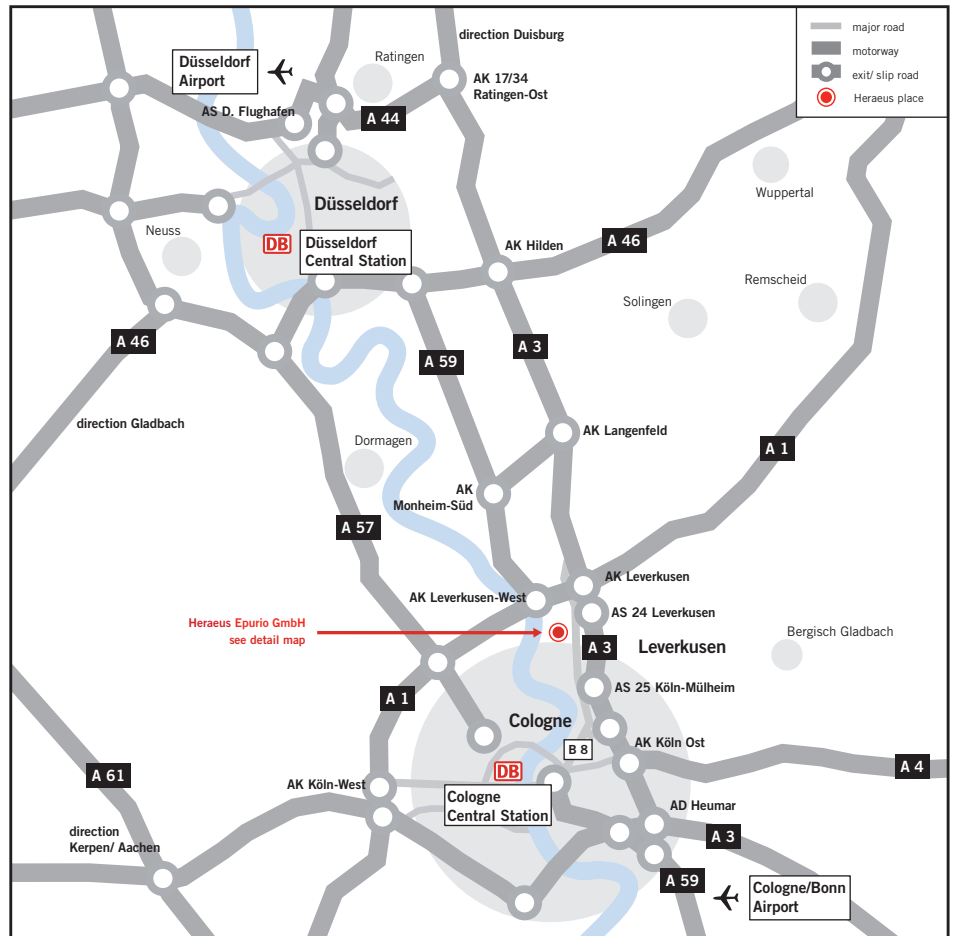 direction Duisburg
major road
motorway
exit/ slip road
Heraeus place
Düsseldorf
Airport
Ratingen
AK 17/34
Ratingen-Ost
AS D. Flughafen
A 44
Wuppertal
Düsseldorf
Neuss
DB
Düsseldorf
Central Station
AK Hilden
A 46
Solingen
Remscheid
A 46
A 59
A 3
direction Gladbach
Dormagen
AK Langenfeld
A 1
AK
Monheim-Süd
A 57
AK Leverkusen
AK Leverkusen-West
AS 24 Leverkusen
Heraeus Epurio GmbH
see detail map
A 3
Leverkusen
Bergisch Gladbach
AS 25 Köln-Mülheim
A 1
Cologne
B 8
AK Köln Ost
A 4
A 61
AK Köln-West
DB
Cologne
Central Station
AD Heumar
A 3
direction
Kerpen/ Aachen
A 59
Cologne/Bonn
Airport